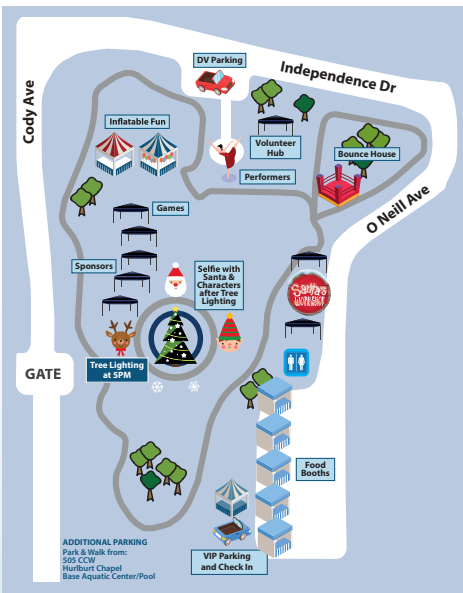 DV Parking
Independence Dr
Cody Ave
Inflatable Fun
Volunteer
Hub
Bounce House
Performers
O Neill Ave
Games
Sponsors
Selfie with
Santa &
Characters
after Tree
Lighting
Santa's
WORKSHOP
Tree Lighting
at 5PM
GATE
Food
Booths
ADDITIONAL PARKING
Park & Walk from:
505 CCW
Hurlburt Chapel
Base Aquatic Center/Pool
VIP Parking
and Check In